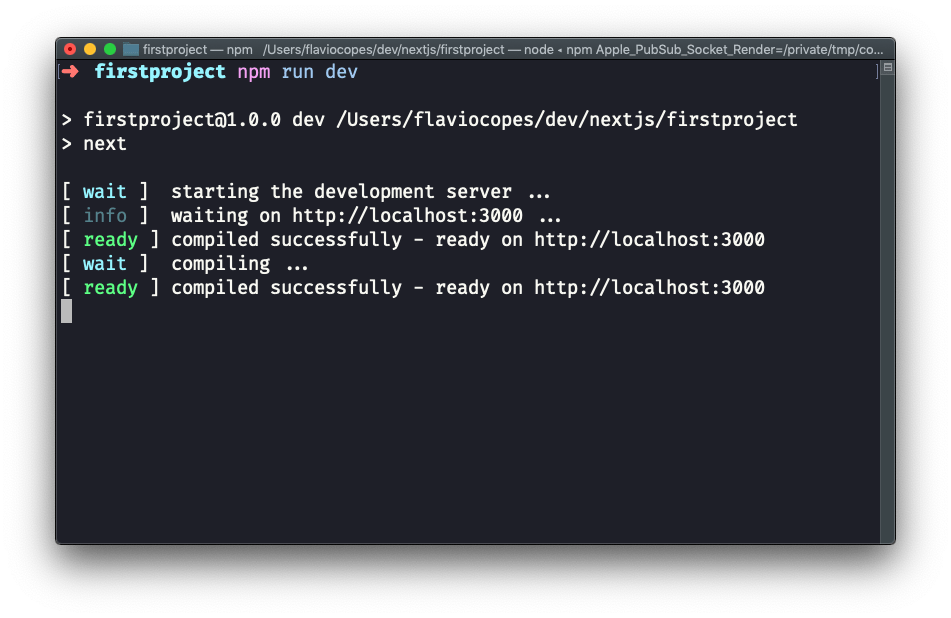 firstproject — npm /Users/flaviocopes/dev/nextjs/firstproject — node ◂ npm Apple_PubSub_Socket_Render=/private/tmp/co...
[➜ firstproject npm run dev ]
> firstproject@1.0.0 dev /Users/flaviocopes/dev/nextjs/firstproject
> next
[ wait ]  starting the development server ...
[ info ]  waiting on http://localhost:3000 ...
[ ready ] compiled successfully - ready on http://localhost:3000
[ wait ]  compiling ...
[ ready ] compiled successfully - ready on http://localhost:3000